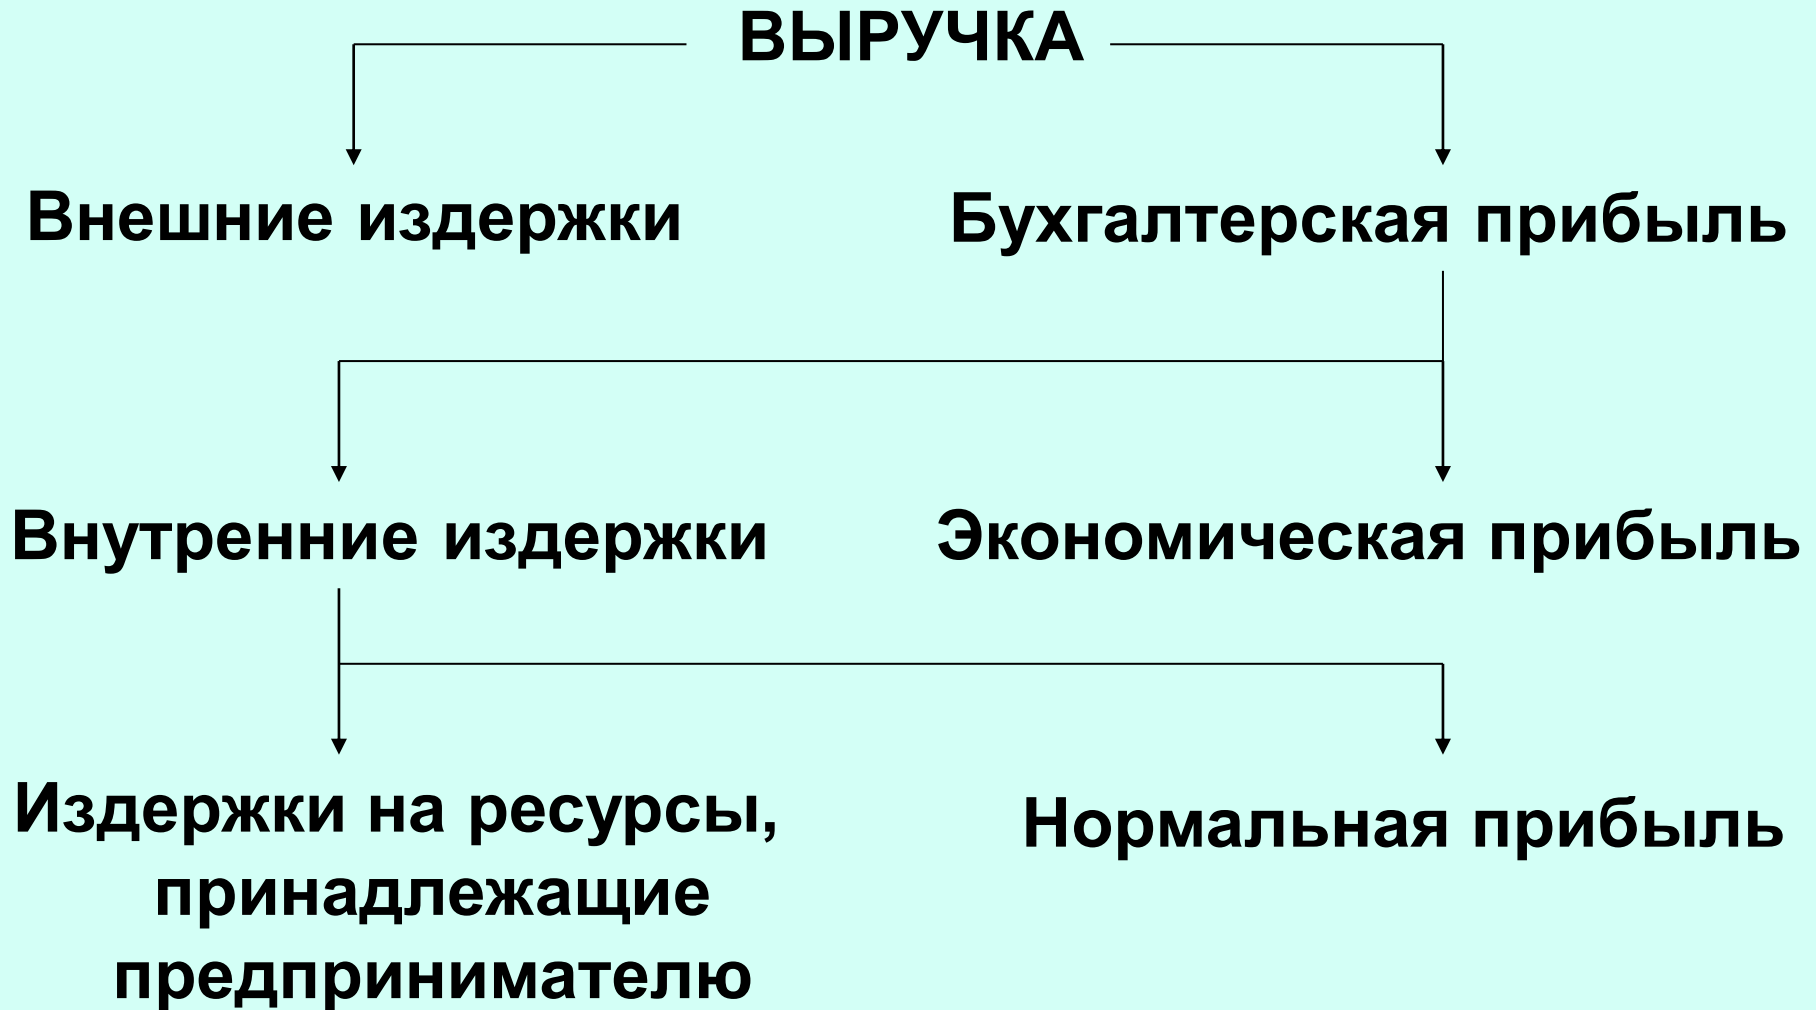 ВЫРУЧКА
Внешние издержки
Бухгалтерская прибыль
Внутренние издержки
Экономическая прибыль
Издержки на ресурсы,
принадлежащие
предпринимателю
Нормальная прибыль